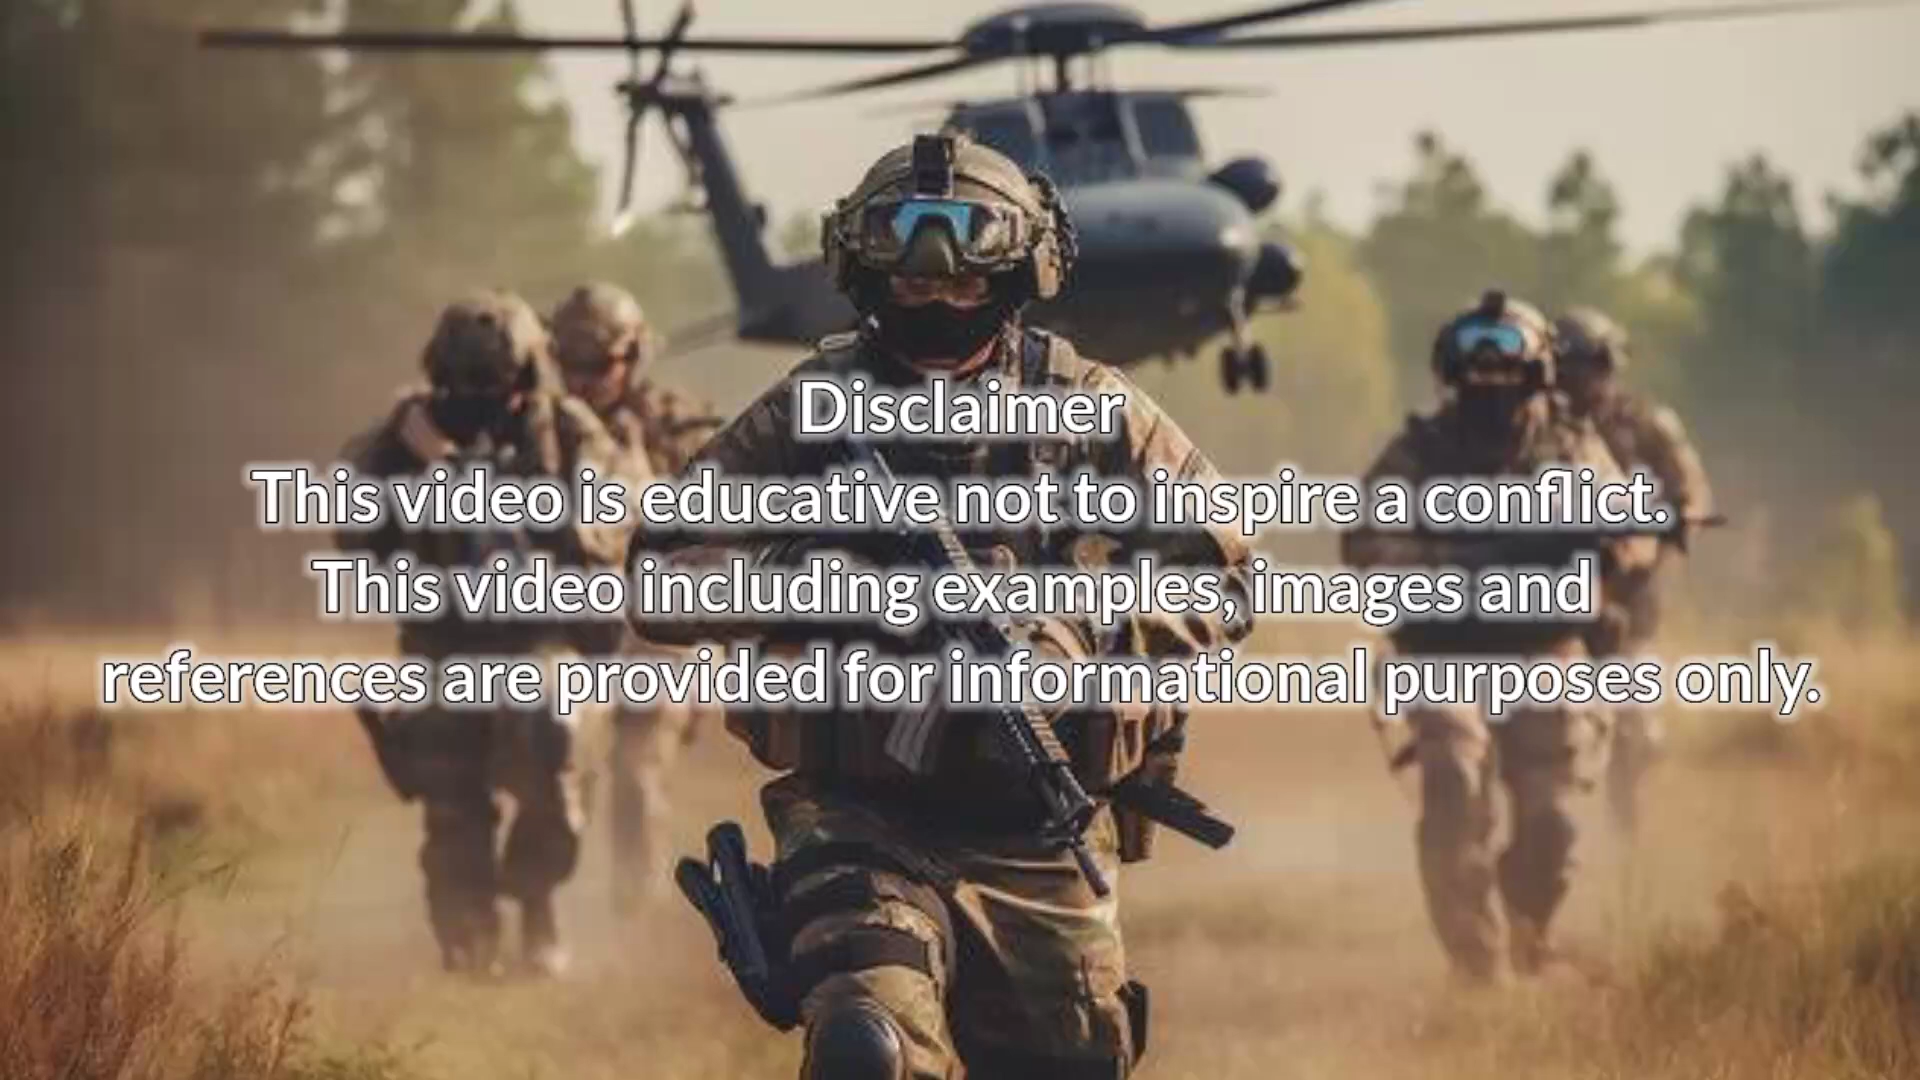 Disclaimer
This video is educative not to inspire a conflict.
This video including examples, images and
references are provided for informational purposes only.